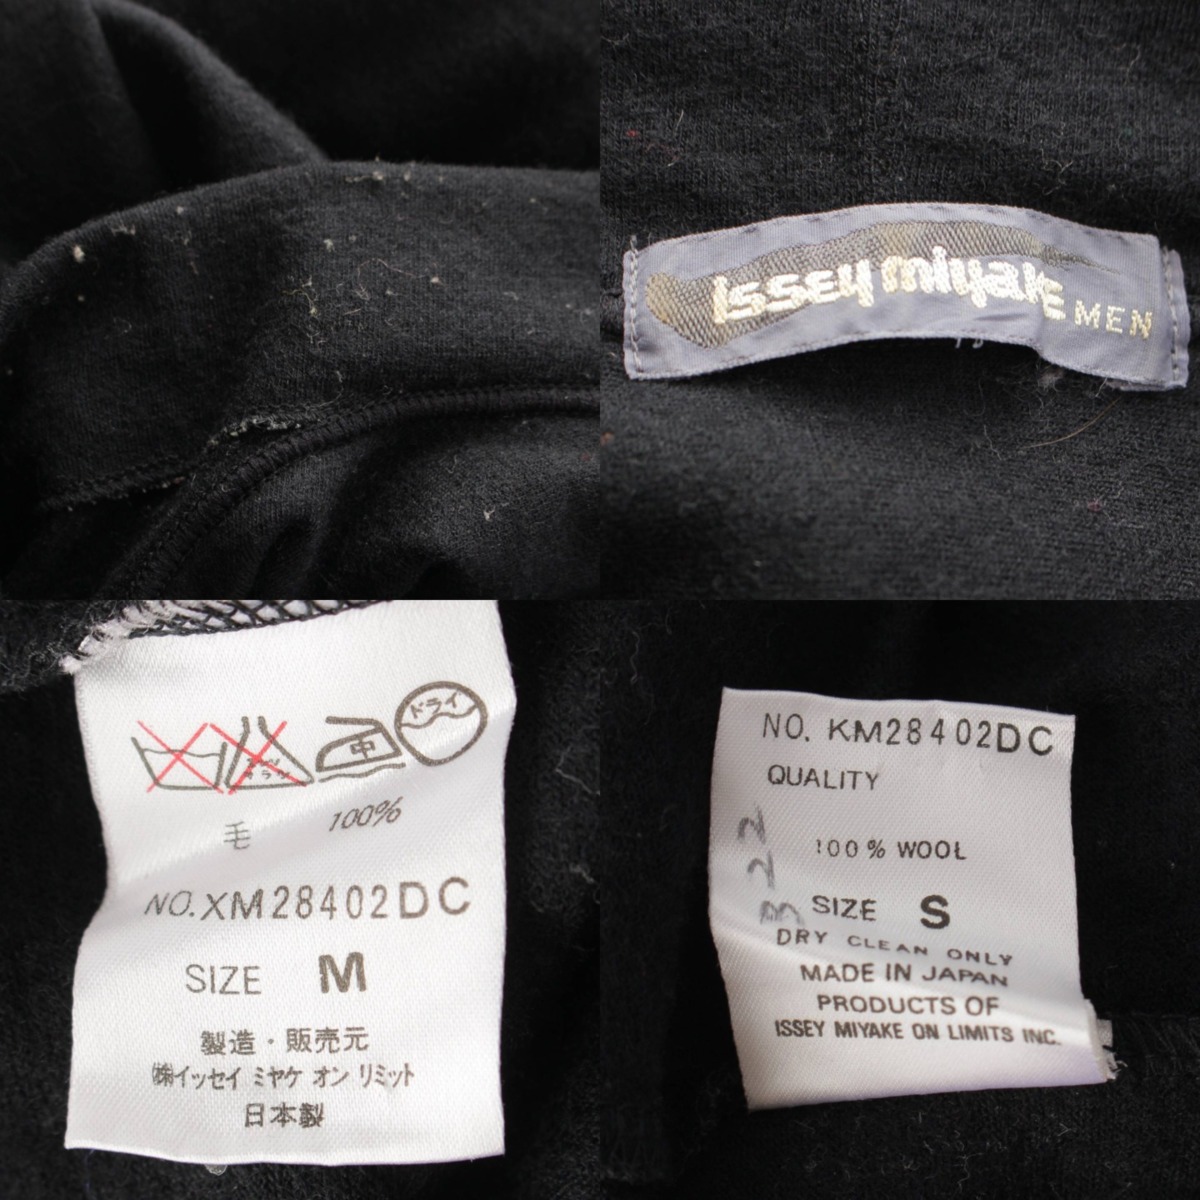 ISSEY miyake MEN
中
ドライ
毛 100%
NO.XM28402DC
SIZE M
製造・販売元
㈱イッセイ ミヤケ オン リミット
日本製
NO. KM28402DC
QUALITY
100% WOOL
SIZE S
DRY CLEAN ONLY
MADE IN JAPAN
PRODUCTS OF
ISSEY MIYAKE ON LIMITS INC.